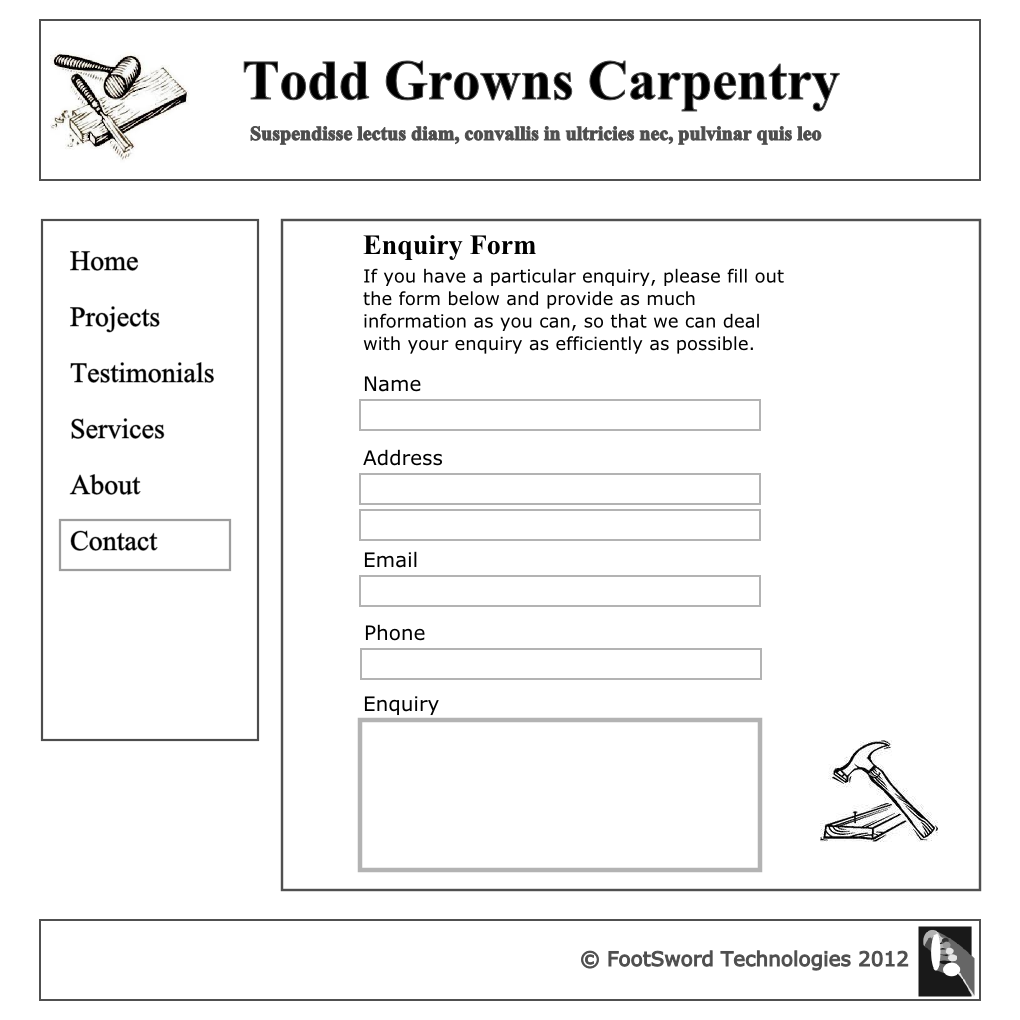 Todd Growns Carpentry
Suspendisse lectus diam, convallis in ultricies nec, pulvinar quis leo
Home
Projects
Testimonials
Services
About
Contact
Enquiry Form
If you have a particular enquiry, please fill out
the form below and provide as much
information as you can, so that we can deal
with your enquiry as efficiently as possible.
Name
Address
Email
Phone
Enquiry
© FootSword Technologies 2012